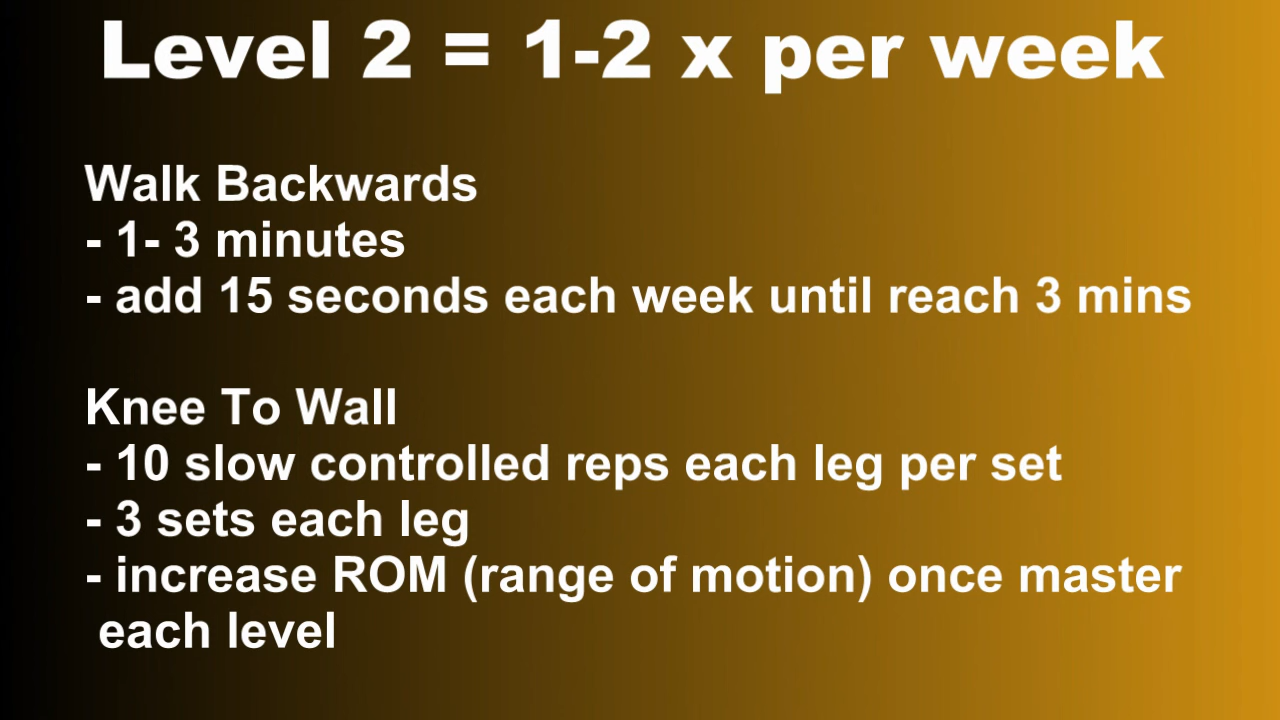 Level 2 = 1-2 x per week
Walk Backwards
- 1- 3 minutes
- add 15 seconds each week until reach 3 mins
Knee To Wall
- 10 slow controlled reps each leg per set
- 3 sets each leg
- increase ROM (range of motion) once master
each level